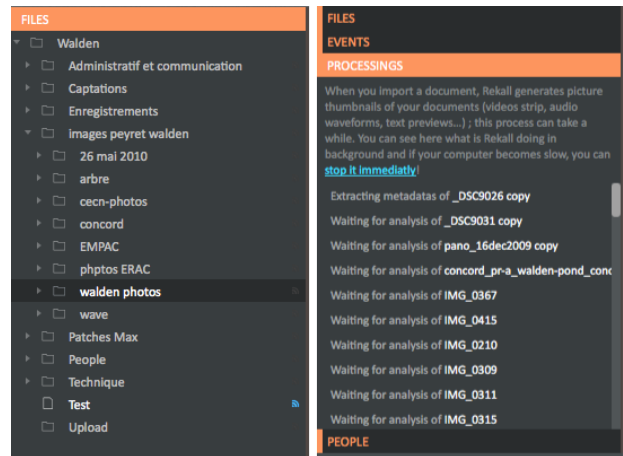 FILES
Walden
Administratif et communication
Captations
Enregistrements
images peyret walden
26 mai 2010
arbre
cecn-photos
concord
EMPAC
phptos ERAC
walden photos
wave
Patches Max
People
Technique
Test
Upload
FILES
EVENTS
PROCESSINGS
When you import a document, Rekall generates picture
thumbnails of your documents (videos strip, audio
waveforms, text previews...) ; this process can take a
while. You can see here what is Rekall doing in
background and if your computer becomes slow, you can
stop it immediatly!
Extracting metadatas of _DSC9026 copy
Waiting for analysis of _DSC9031 copy
Waiting for analysis of pano_16dec2009 copy
Waiting for analysis of concord_pr-a_walden-pond_conc
Waiting for analysis of IMG_0367
Waiting for analysis of IMG_0415
Waiting for analysis of IMG_0210
Waiting for analysis of IMG_0309
Waiting for analysis of IMG_0311
Waiting for analysis of IMG_0315
PEOPLE